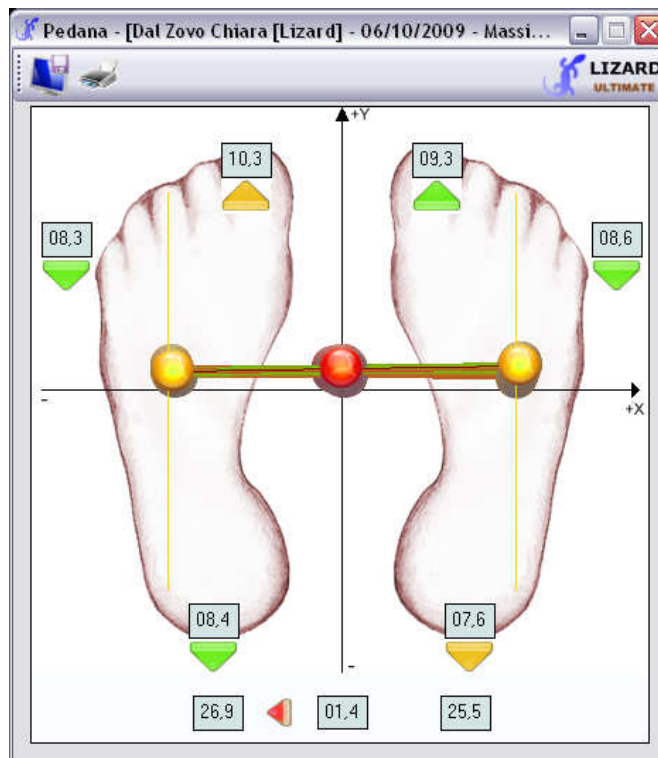 Pedana - [Dal Zovo Chiara [Lizard] - 06/10/2009 - Massi...
LIZARD
ULTIMATE
+Y
10,3
09,3
08,3
08,6
-
+X
08,4
07,6
-
26,9
01,4
25,5